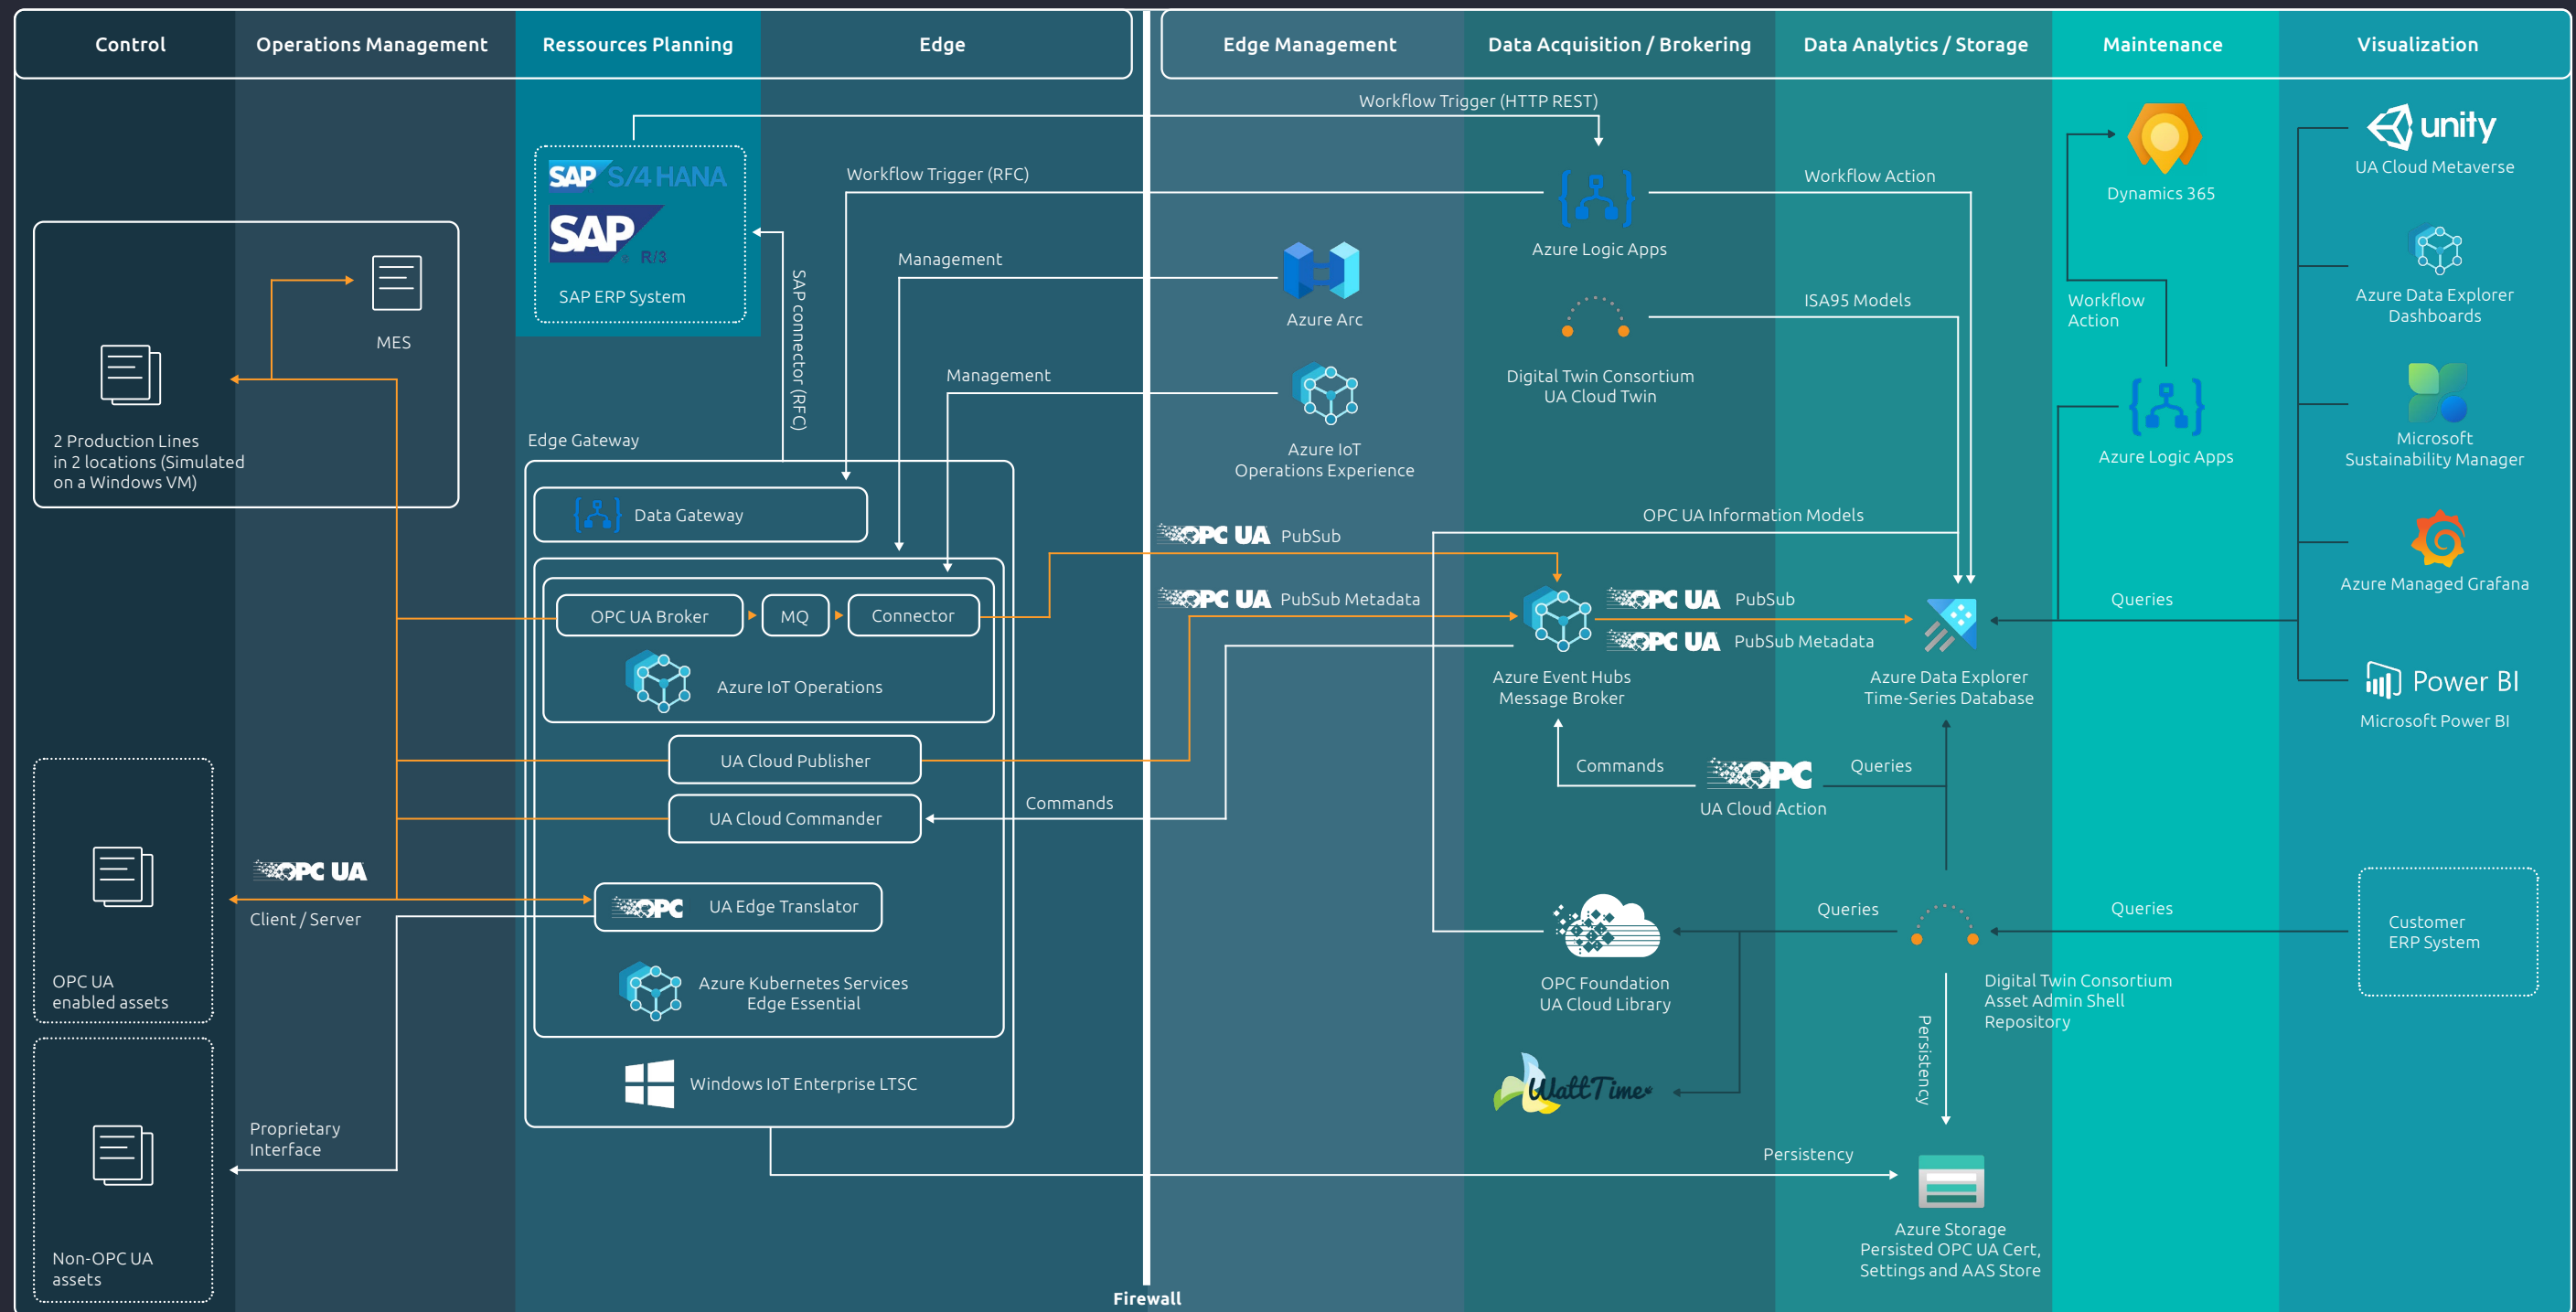 Control
Operations Management
Ressources Planning
Edge
Edge Management
Data Acquisition / Brokering
Data Analytics / Storage
Maintenance
Visualization
Workflow Trigger (HTTP REST)
SAP S/4 HANA
SAP
© R/3
SAP ERP System
Workflow Trigger (RFC)
Workflow Action
Azure Logic Apps
Dynamics 365
unity
UA Cloud Metaverse
MES
2 Production Lines
in 2 locations (Simulated
on a Windows VM)
SAP connector (RFC)
Management
Azure Arc
ISA95 Models
Digital Twin Consortium
UA Cloud Twin
Workflow
Action
Azure Data Explorer
Dashboards
Management
Azure IoT
Operations Experience
Azure Logic Apps
Microsoft
Sustainability Manager
Edge Gateway
Data Gateway
OPC UA PubSub
OPC UA Information Models
Azure Managed Grafana
OPC UA Broker
MQ
Connector
Azure IoT Operations
OPC UA PubSub Metadata
OPC UA PubSub
OPC UA PubSub Metadata
Queries
Azure Event Hubs
Message Broker
Azure Data Explorer
Time-Series Database
Power BI
Microsoft Power BI
UA Cloud Publisher
UA Cloud Commander
Commands
Commands
OPC
UA Cloud Action
Queries
OPC UA
Client / Server
OPC UA Edge Translator
OPC UA
enabled assets
Azure Kubernetes Services
Edge Essential
Windows IoT Enterprise LTSC
OPC Foundation
UA Cloud Library
Queries
Queries
Customer
ERP System
Digital Twin Consortium
Asset Admin Shell
Repository
Persistency
WattTime
Proprietary
Interface
Persistency
Non-OPC UA
assets
Azure Storage
Persisted OPC UA Cert,
Settings and AAS Store
Firewall